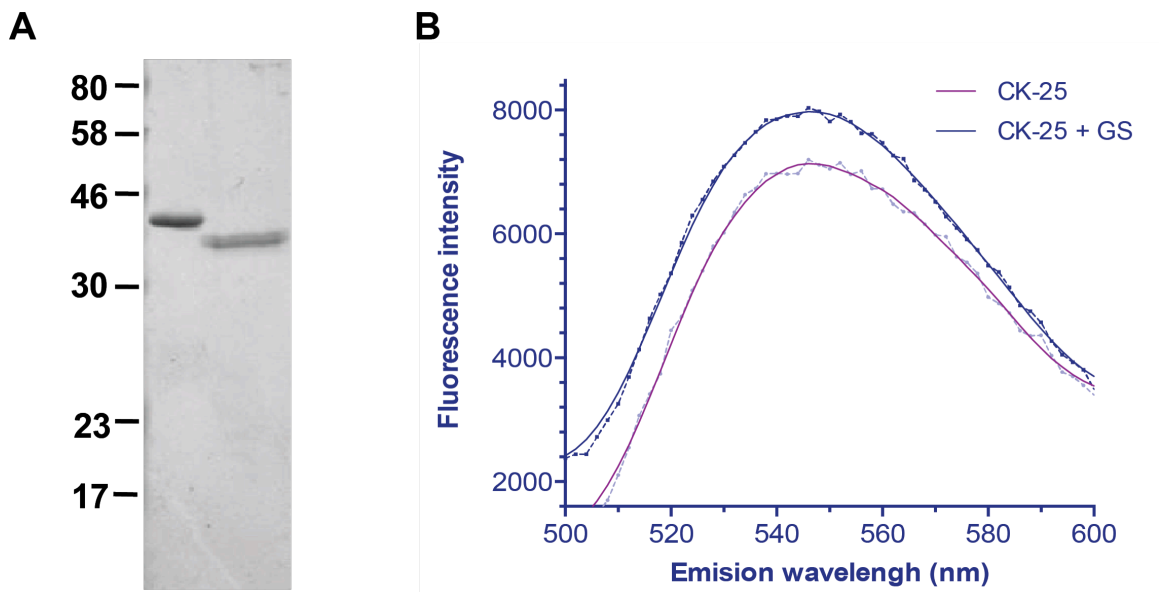 A
80
58
46
30
23
17
B
CK-25
CK-25 + GS
8000
6000
4000
2000
Fluorescence intensity
500 520 540 560 580 600
Emision wavelengh (nm)